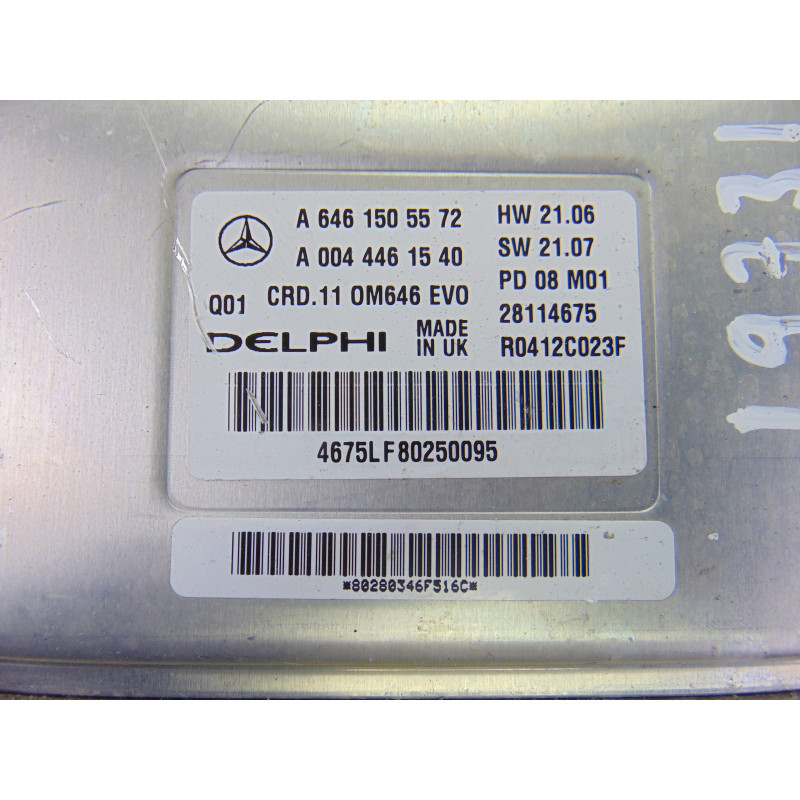 A 646 150 55 72
A 004 446 15 40
Q01 CRD.11 OM646 EVO
DELPHI MADE IN UK
HW 21.06
SW 21.07
PD 08 M01
28114675
R0412C023F
4675LF80250095
*80280346F516C*
19331